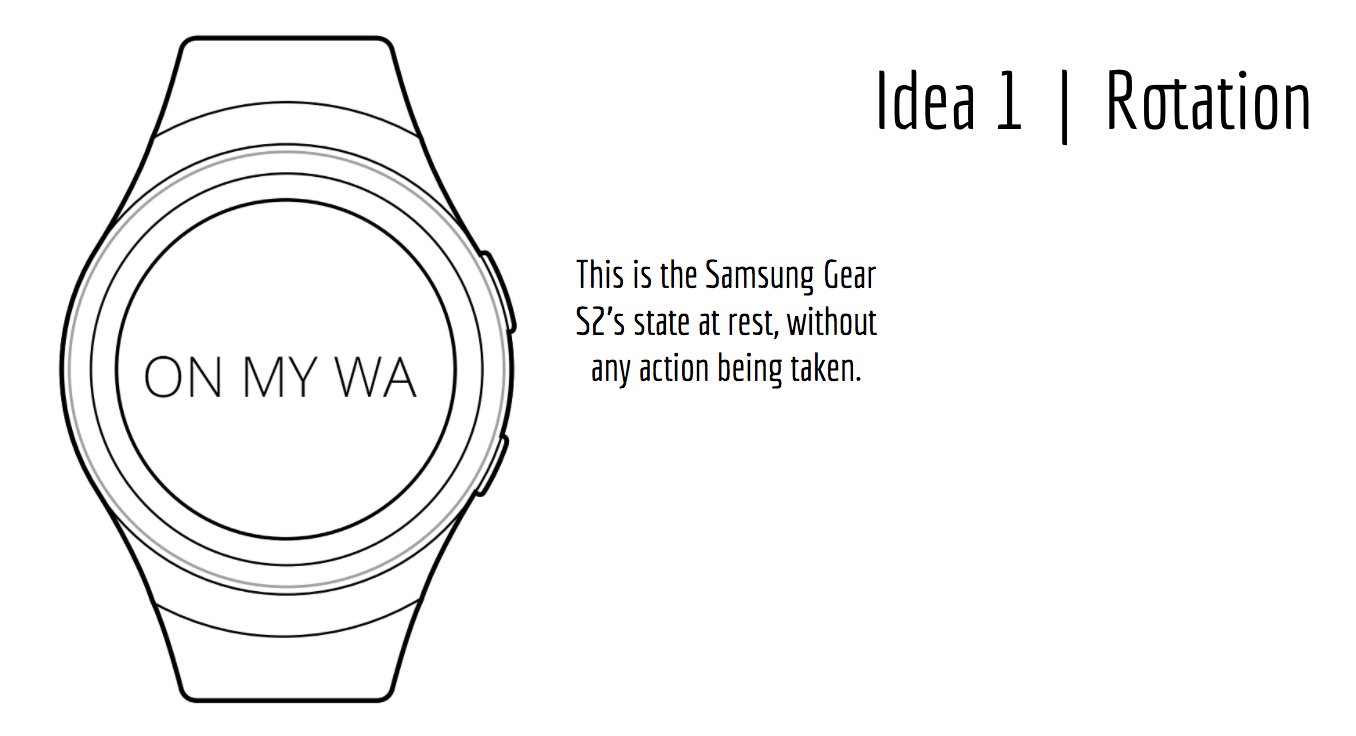 Idea 1 | Rotation
This is the Samsung Gear
S2's state at rest, without
any action being taken.
ON MY WA